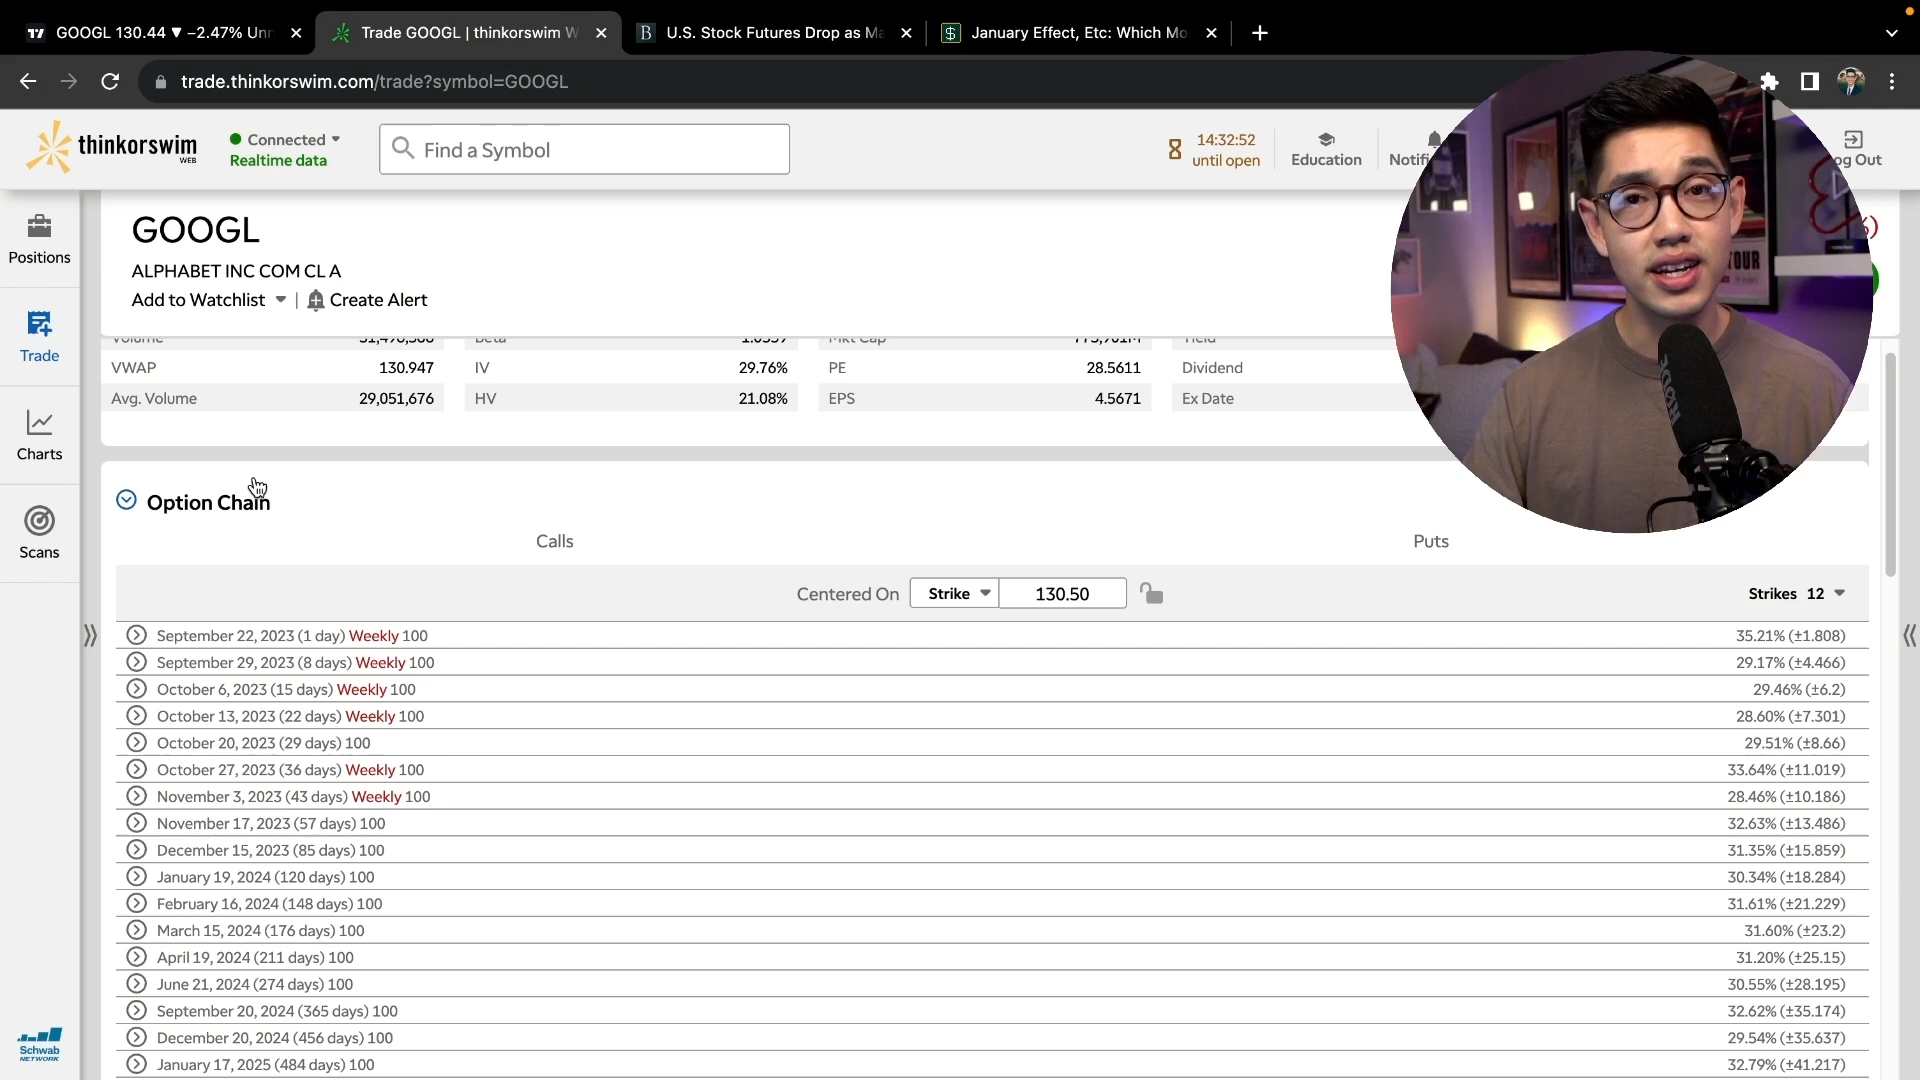 GOOGL 130.44 ▼ −2.47% Unn
Trade GOOGL | thinkorswim W
U.S. Stock Futures Drop as Ma
January Effect, Etc: Which Mo
trade.thinkorswim.com/trade?symbol=GOOGL
thinkorswim
WEB
Connected
Realtime data
Find a Symbol
14:32:52
until open
Education
Notifi
og Out
Positions
Trade
Charts
Scans
Schwab
NETWORK
GOOGL
ALPHABET INC COM CL A
Add to Watchlist | Create Alert
Volume Beta 1.0559 Mkt Cap Yield
VWAP 130.947 IV 29.76% PE 28.5611 Dividend
Avg. Volume 29,051,676 HV 21.08% EPS 4.5671 Ex Date
YOUR
RODE
Option Chain
Calls Puts
Centered On Strike 130.50 Strikes 12
September 22, 2023 (1 day) Weekly 100 35.21% (±1.808)
September 29, 2023 (8 days) Weekly 100 29.17% (±4.466)
October 6, 2023 (15 days) Weekly 100 29.46% (±6.2)
October 13, 2023 (22 days) Weekly 100 28.60% (±7.301)
October 20, 2023 (29 days) 100 29.51% (±8.66)
October 27, 2023 (36 days) Weekly 100 33.64% (±11.019)
November 3, 2023 (43 days) Weekly 100 28.46% (±10.186)
November 17, 2023 (57 days) 100 32.63% (±13.486)
December 15, 2023 (85 days) 100 31.35% (±15.859)
January 19, 2024 (120 days) 100 30.34% (±18.284)
February 16, 2024 (148 days) 100 31.61% (±21.229)
March 15, 2024 (176 days) 100 31.60% (±23.2)
April 19, 2024 (211 days) 100 31.20% (±25.15)
June 21, 2024 (274 days) 100 30.55% (±28.195)
September 20, 2024 (365 days) 100 32.62% (±35.174)
December 20, 2024 (456 days) 100 29.54% (±35.637)
January 17, 2025 (484 days) 100 32.79% (±41.217)